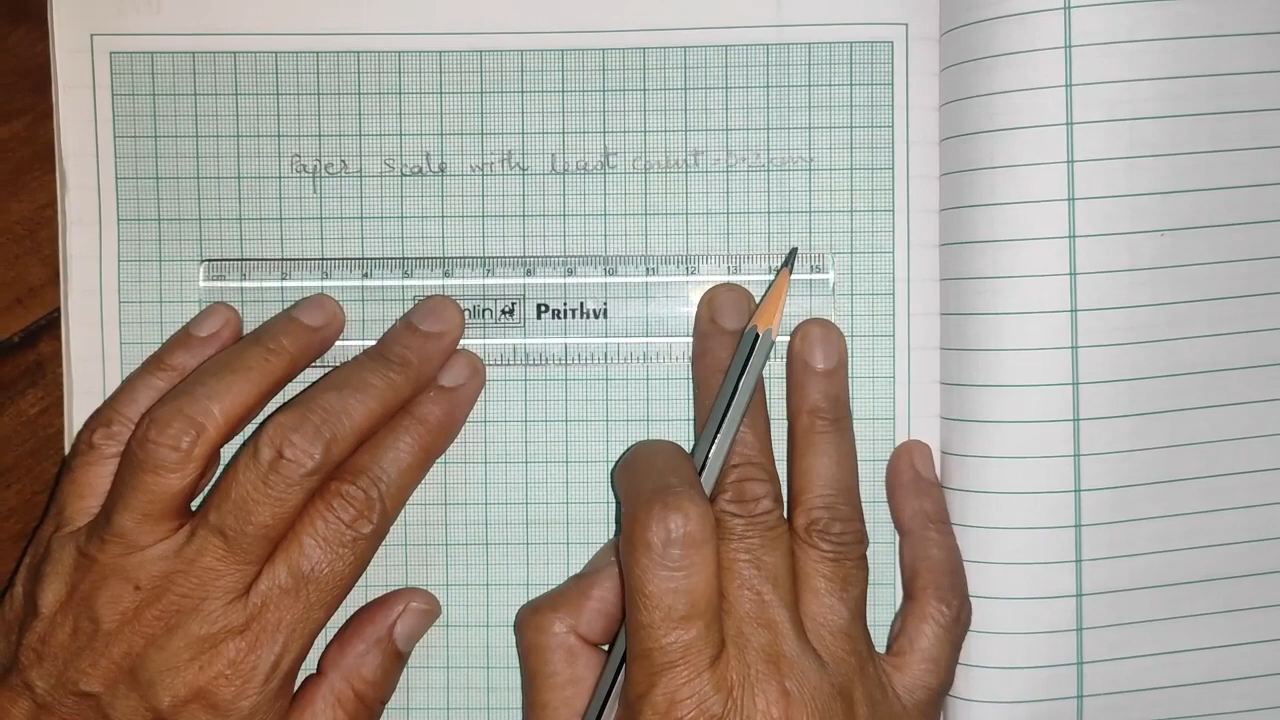 Paper scale with least count - 0.2 cm.
cm 1 2 3 4 5 6 7 8 9 10 11 12 13 14 15
Prithvi